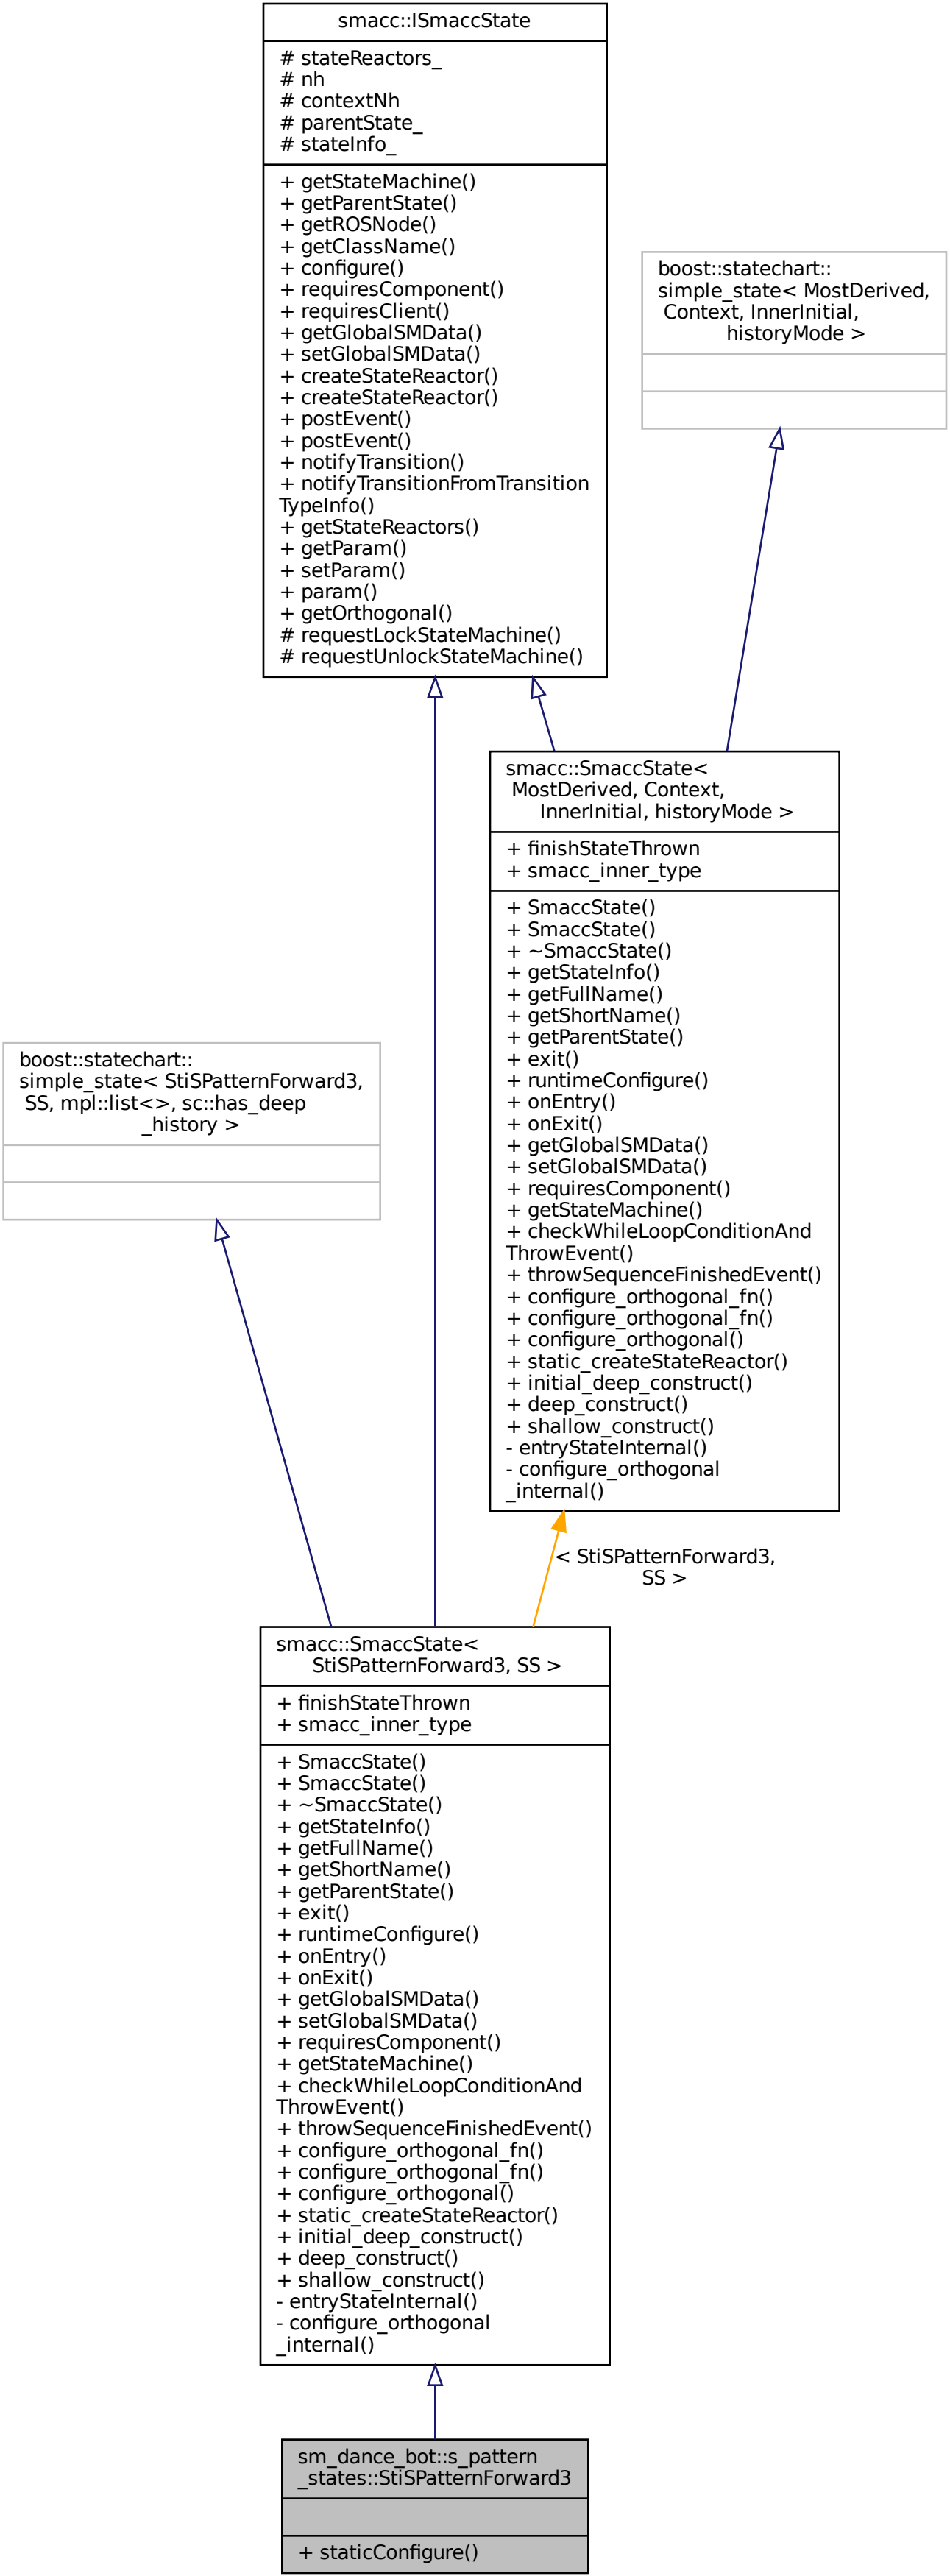 smacc::ISmaccState
# stateReactors_
# nh
# contextNh
# parentState_
# stateInfo_
+ getStateMachine()
+ getParentState()
+ getROSNode()
+ getClassName()
+ configure()
+ requiresComponent()
+ requiresClient()
+ getGlobalSMData()
+ setGlobalSMData()
+ createStateReactor()
+ createStateReactor()
+ postEvent()
+ postEvent()
+ notifyTransition()
+ notifyTransitionFromTransition
TypeInfo()
+ getStateReactors()
+ getParam()
+ setParam()
+ param()
+ getOrthogonal()
# requestLockStateMachine()
# requestUnlockStateMachine()
boost::statechart::
simple_state< MostDerived,
Context, InnerInitial,
historyMode >
smacc::SmaccState<
MostDerived, Context,
InnerInitial, historyMode >
+ finishStateThrown
+ smacc_inner_type
+ SmaccState()
+ SmaccState()
+ ~SmaccState()
+ getStateInfo()
+ getFullName()
+ getShortName()
+ getParentState()
+ exit()
+ runtimeConfigure()
+ onEntry()
+ onExit()
+ getGlobalSMData()
+ setGlobalSMData()
+ requiresComponent()
+ getStateMachine()
+ checkWhileLoopConditionAnd
ThrowEvent()
+ throwSequenceFinishedEvent()
+ configure_orthogonal_fn()
+ configure_orthogonal_fn()
+ configure_orthogonal()
+ static_createStateReactor()
+ initial_deep_construct()
+ deep_construct()
+ shallow_construct()
- entryStateInternal()
- configure_orthogonal
_internal()
boost::statechart::
simple_state< StiSPatternForward3,
SS, mpl::list<>, sc::has_deep
_history >
< StiSPatternForward3,
SS >
smacc::SmaccState<
StiSPatternForward3, SS >
+ finishStateThrown
+ smacc_inner_type
+ SmaccState()
+ SmaccState()
+ ~SmaccState()
+ getStateInfo()
+ getFullName()
+ getShortName()
+ getParentState()
+ exit()
+ runtimeConfigure()
+ onEntry()
+ onExit()
+ getGlobalSMData()
+ setGlobalSMData()
+ requiresComponent()
+ getStateMachine()
+ checkWhileLoopConditionAnd
ThrowEvent()
+ throwSequenceFinishedEvent()
+ configure_orthogonal_fn()
+ configure_orthogonal_fn()
+ configure_orthogonal()
+ static_createStateReactor()
+ initial_deep_construct()
+ deep_construct()
+ shallow_construct()
- entryStateInternal()
- configure_orthogonal
_internal()
sm_dance_bot::s_pattern
_states::StiSPatternForward3
+ staticConfigure()